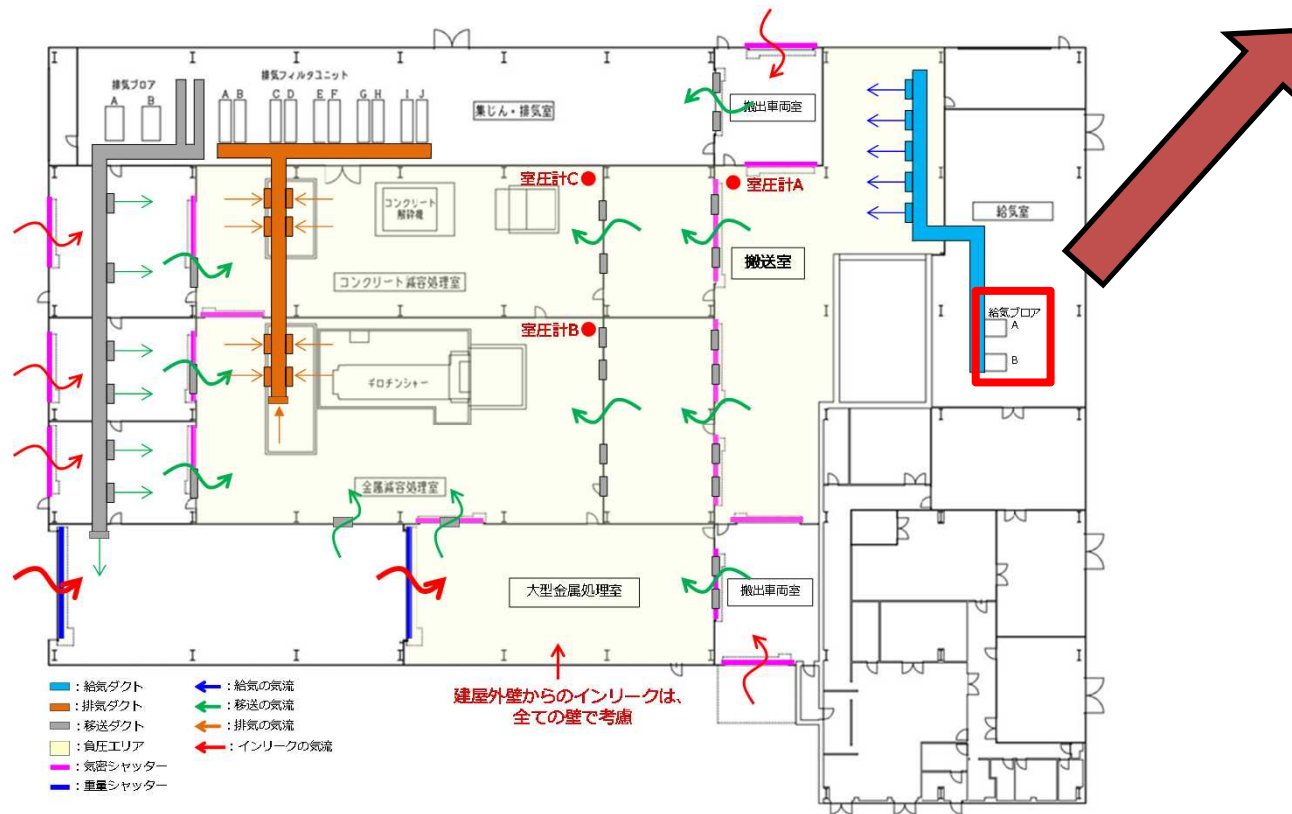 排気ブロア
A
B
排気フィルタユニット
A B
C D
E F
G H
I J
集じん・排気室
搬出車両室
室圧計C
室圧計A
コンクリート
解砕機
給気室
搬送室
コンクリート減容処理室
給気ブロア
A
B
室圧計B
ギロチンシャー
金属減容処理室
大型金属処理室
搬出車両室
建屋外壁からのインリークは、
全ての壁で考慮
:給気ダクト
:排気ダクト
:移送ダクト
:負圧エリア
:気密シャッター
:重量シャッター
:給気の気流
:移送の気流
:排気の気流
:インリークの気流